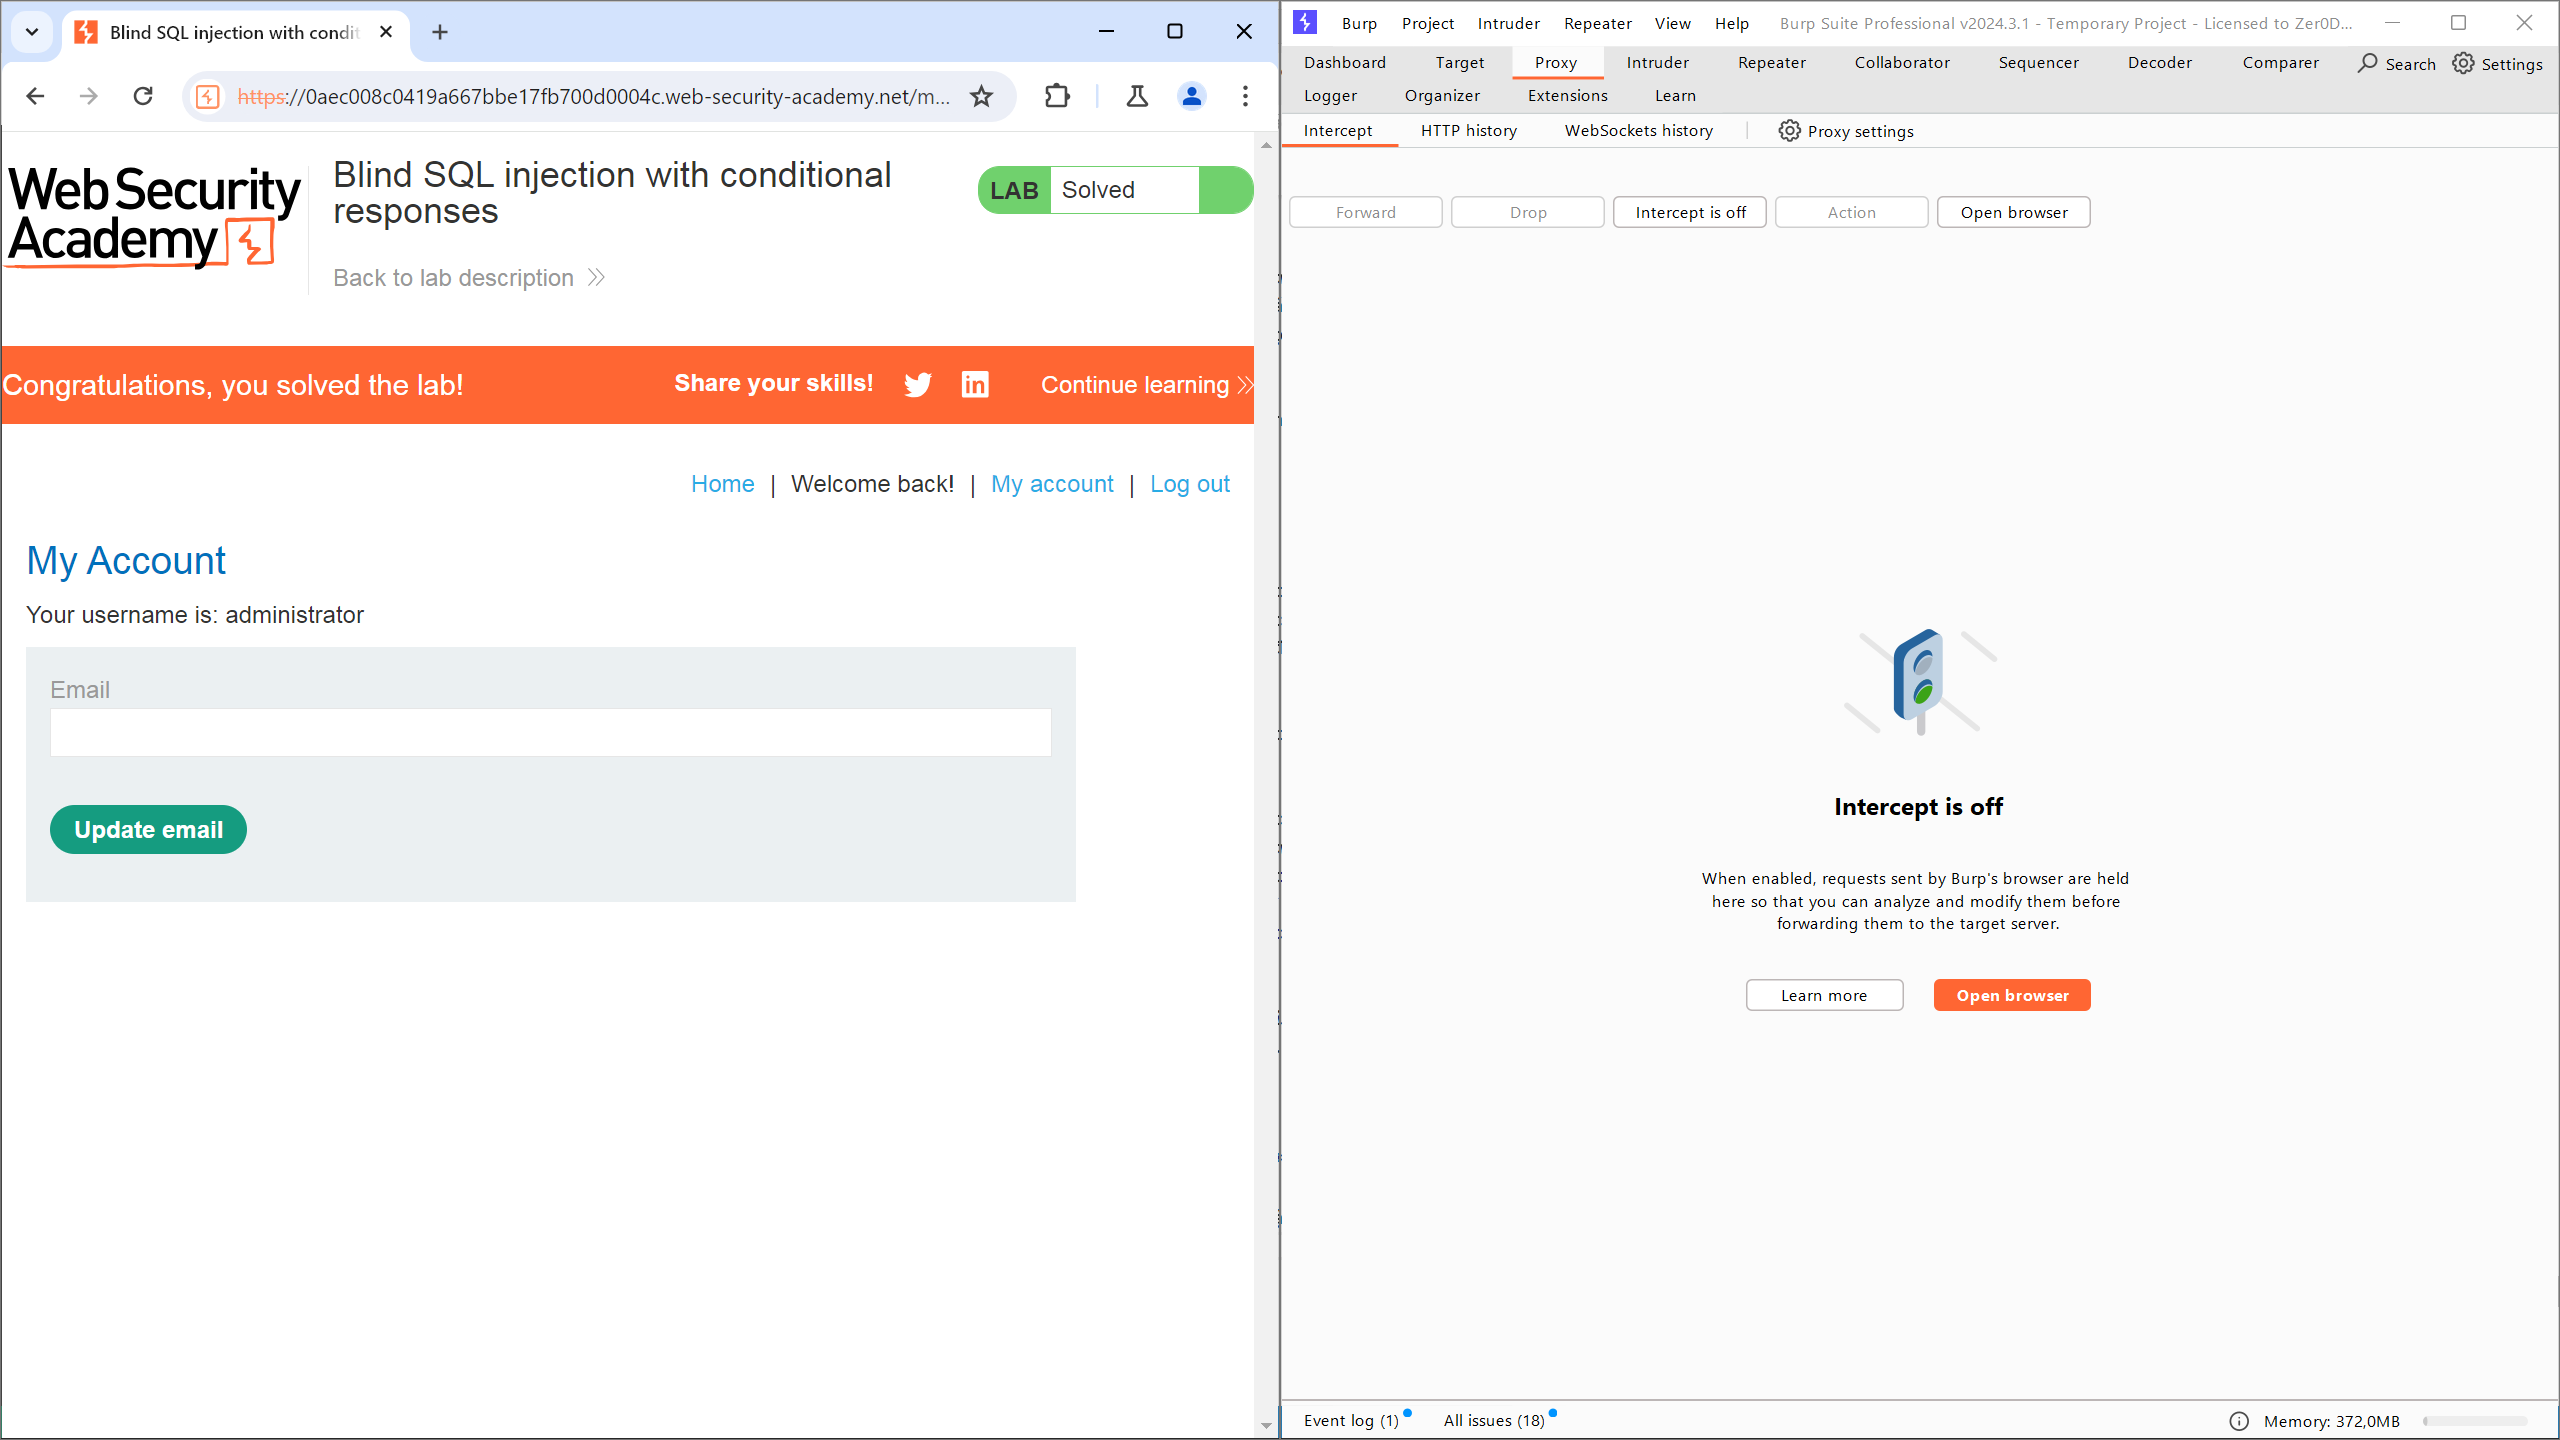 Blind SQL injection with condit
https://0aec008c0419a667bbe17fb700d0004c.web-security-academy.net/m...
Web Security
Academy
Blind SQL injection with conditional
responses
LAB Solved
Back to lab description
Congratulations, you solved the lab!
Share your skills!
Continue learning
Home | Welcome back! | My account | Log out
My Account
Your username is: administrator
Email
Update email
Burp Project Intruder Repeater View Help Burp Suite Professional v2024.3.1 - Temporary Project - Licensed to Zer0D...
Dashboard Target Proxy Intruder Repeater Collaborator Sequencer Decoder Comparer Search Settings
Logger Organizer Extensions Learn
Intercept HTTP history WebSockets history Proxy settings
Forward Drop Intercept is off Action Open browser
Intercept is off
When enabled, requests sent by Burp's browser are held
here so that you can analyze and modify them before
forwarding them to the target server.
Learn more Open browser
Event log (1) All issues (18) Memory: 372,0MB